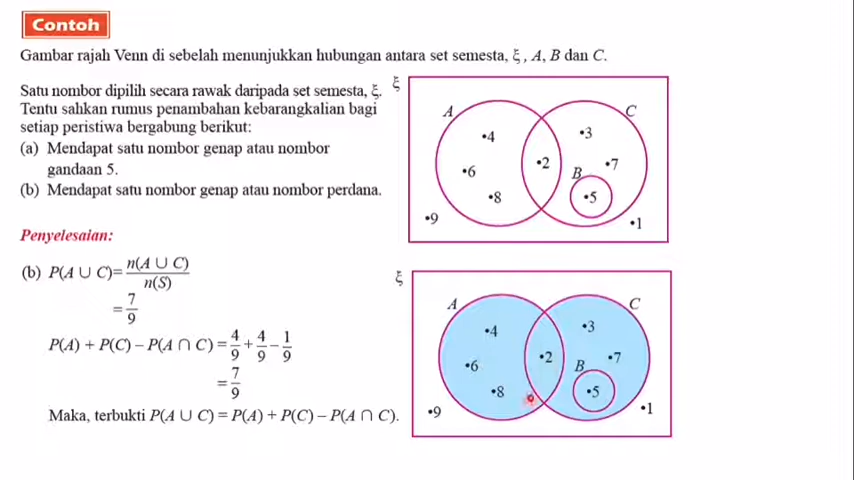 Contoh
Gambar rajah Venn di sebelah menunjukkan hubungan antara set semesta, ξ , A, B dan C.
Satu nombor dipilih secara rawak daripada set semesta, ξ.
Tentu sahkan rumus penambahan kebarangkalian bagi
setiap peristiwa bergabung berikut:
(a) Mendapat satu nombor genap atau nombor
gandaan 5.
(b) Mendapat satu nombor genap atau nombor perdana.
ξ
A
C
•4
•3
•2
•7
•6
B
•8
•5
•9
•1
Penyelesaian:
(b) P(A ∪ C)= n(A ∪ C)/n(S)
= 7/9
P(A) + P(C) – P(A ∩ C) = 4/9 + 4/9 – 1/9
= 7/9
Maka, terbukti P(A ∪ C) = P(A) + P(C) – P(A ∩ C).
ξ
A
C
•4
•3
•2
•7
•6
B
•8
•5
•9
•1